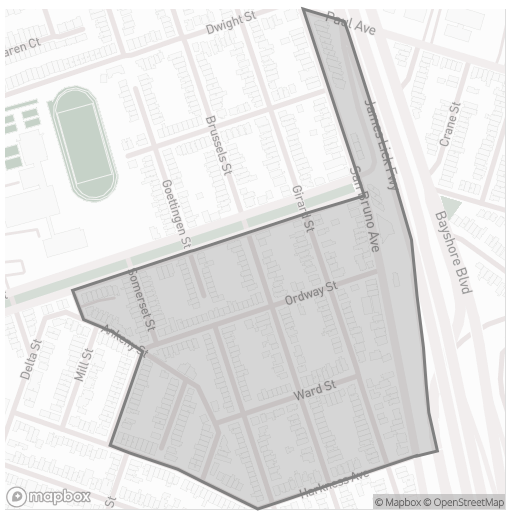 Paul Ave
Dwight St
aren Ct
James Lick Fwy
Crane St
Brussels St
Goettingen St
Girard St
San Bruno Ave
Bayshore Blvd
Somerset St
Ordway St
Ankeny St
Delta St
Mill St
Ward St
Harkness Ave
St
mapbox
© Mapbox © OpenStreetMap